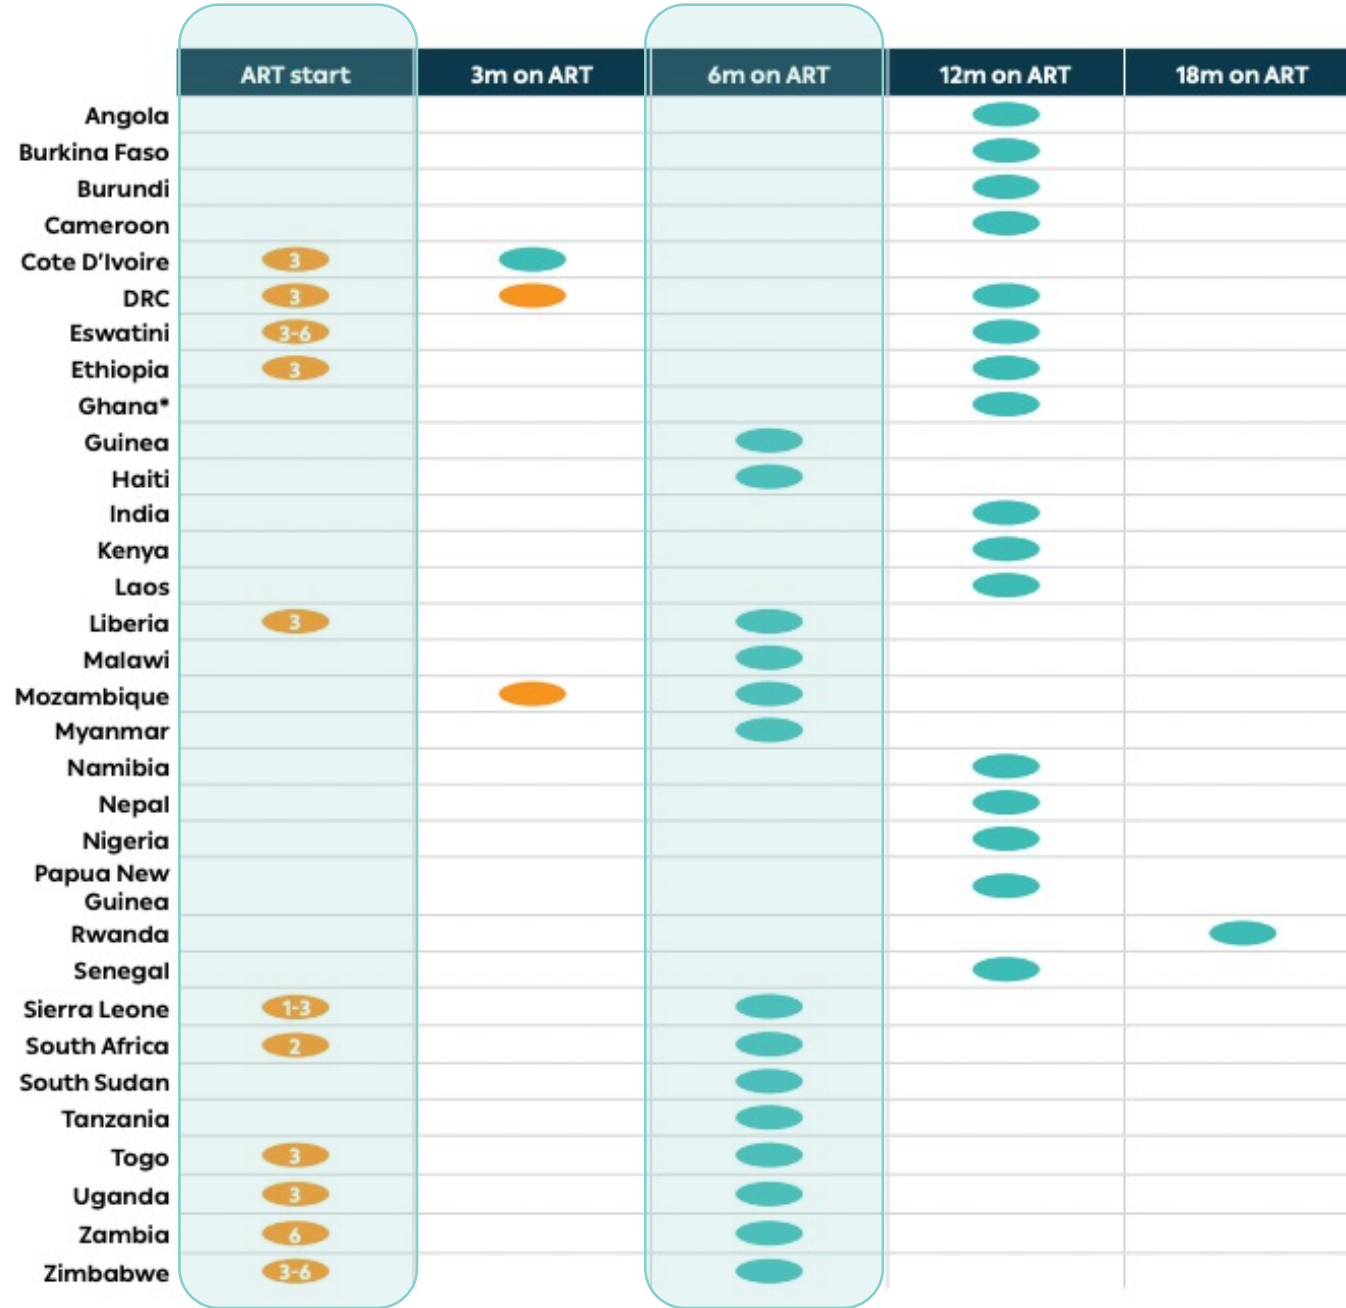 ART start 3m on ART 6m on ART 12m on ART 18m on ART
Angola
Burkina Faso
Burundi
Cameroon
Cote D'Ivoire 3
DRC 3
Eswatini 3-6
Ethiopia 3
Ghana*
Guinea
Haiti
India
Kenya
Laos
Liberia 3
Malawi
Mozambique
Myanmar
Namibia
Nepal
Nigeria
Papua New
Guinea
Rwanda
Senegal
Sierra Leone 1-3
South Africa 2
South Sudan
Tanzania
Togo 3
Uganda 3
Zambia 6
Zimbabwe 3-6